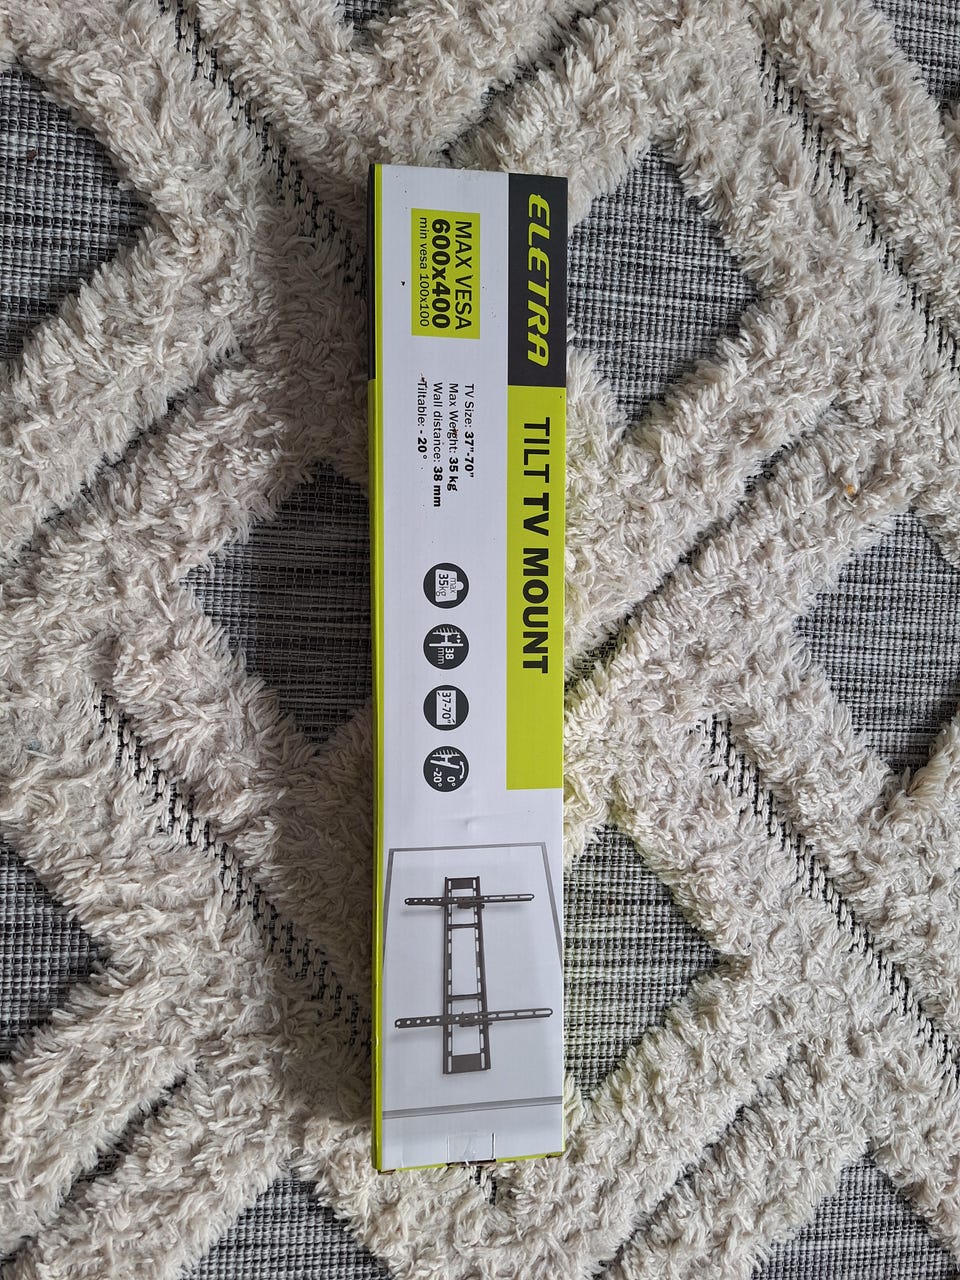 ELETRA
TILT TV MOUNT
MAX VESA
600x400
min vesa 100x100
TV Size: 37"-70"
Max Weight: 35 kg
Wall distance: 38 mm
Tiltable: - 20°
max
35kg
38
mm
37-70"
0°
-20°